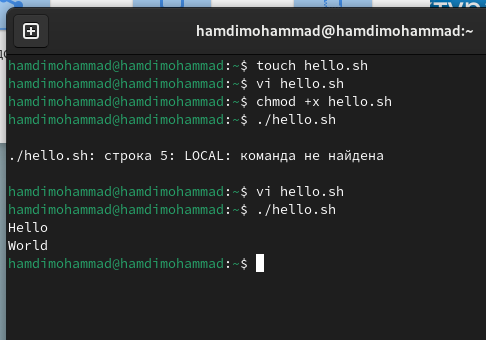 ктур
hamdimohammad@hamdimohammad:~
hamdimohammad@hamdimohammad:~$ touch hello.sh
hamdimohammad@hamdimohammad:~$ vi hello.sh
hamdimohammad@hamdimohammad:~$ chmod +x hello.sh
hamdimohammad@hamdimohammad:~$ ./hello.sh
./hello.sh: строка 5: LOCAL: команда не найдена
hamdimohammad@hamdimohammad:~$ vi hello.sh
hamdimohammad@hamdimohammad:~$ ./hello.sh
Hello
World
hamdimohammad@hamdimohammad:~$